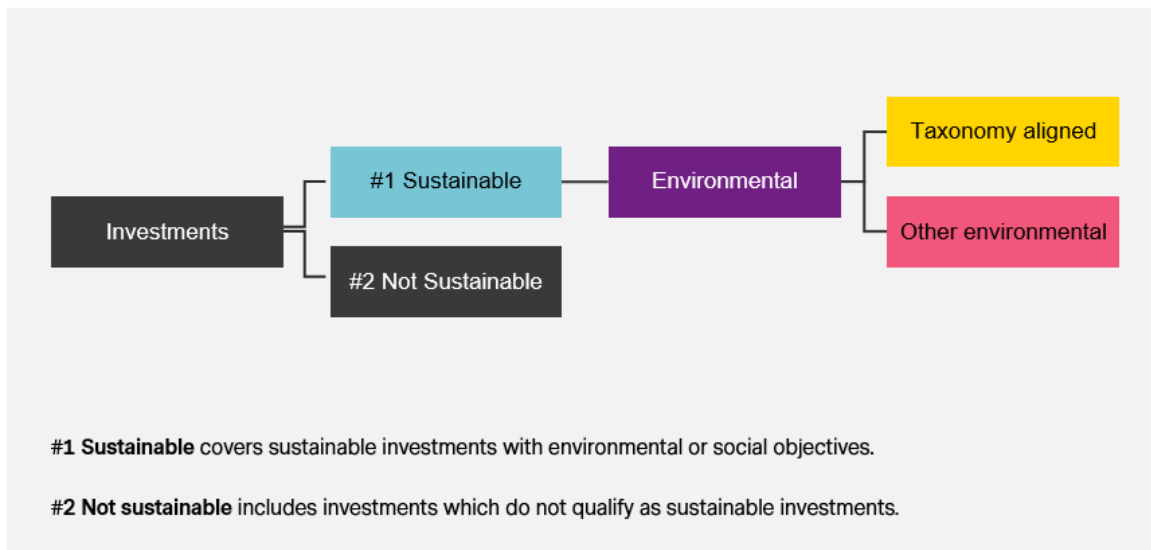 Taxonomy aligned
#1 Sustainable
Environmental
Investments
Other environmental
#2 Not Sustainable
#1 Sustainable covers sustainable investments with environmental or social objectives.
#2 Not sustainable includes investments which do not qualify as sustainable investments.